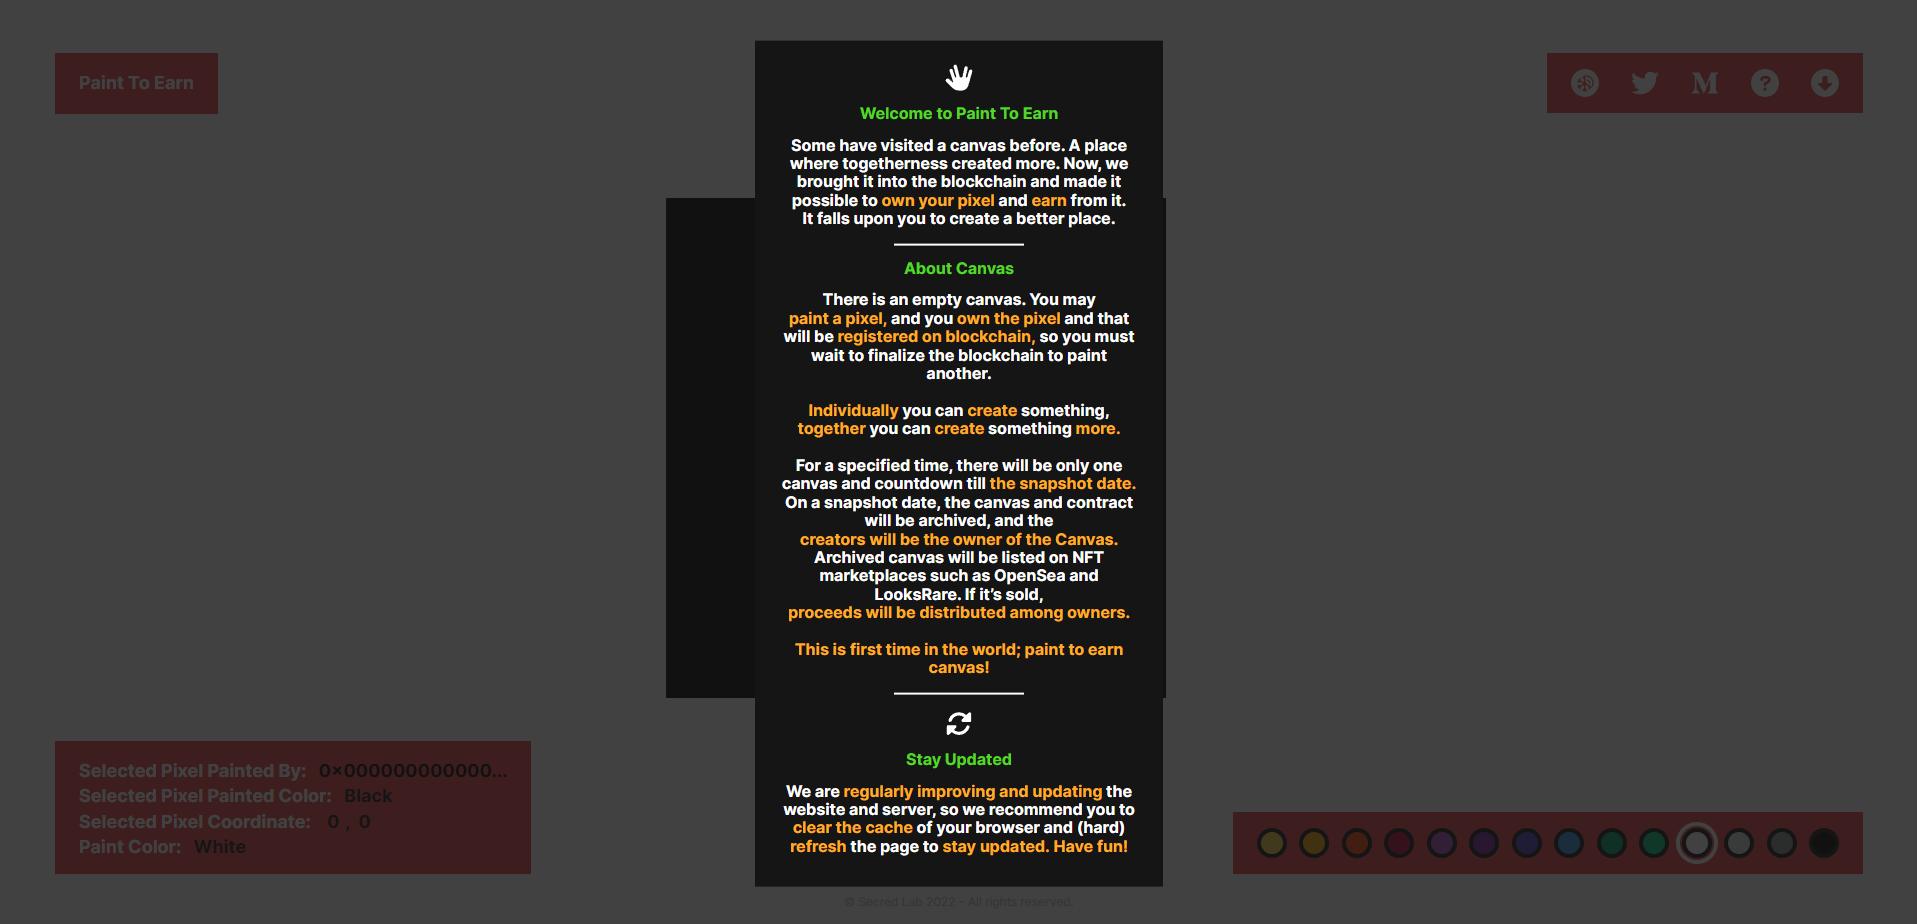 Paint To Earn
Welcome to Paint To Earn
Some have visited a canvas before. A place
where togetherness created more. Now, we
brought it into the blockchain and made it
possible to own your pixel and earn from it.
It falls upon you to create a better place.
About Canvas
There is an empty canvas. You may
paint a pixel, and you own the pixel and that
will be registered on blockchain, so you must
wait to finalize the blockchain to paint
another.
Individually you can create something,
together you can create something more.
For a specified time, there will be only one
canvas and countdown till the snapshot date.
On a snapshot date, the canvas and contract
will be archived, and the
creators will be the owner of the Canvas.
Archived canvas will be listed on NFT
marketplaces such as OpenSea and
LooksRare. If it's sold,
proceeds will be distributed among owners.
This is first time in the world; paint to earn
canvas!
Stay Updated
We are regularly improving and updating the
website and server, so we recommend you to
clear the cache of your browser and (hard)
refresh the page to stay updated. Have fun!
Selected Pixel Painted By: 0x000000000000...
Selected Pixel Painted Color: Black
Selected Pixel Coordinate: 0 , 0
Paint Color: White
© Secred Lab 2022 - All rights reserved.